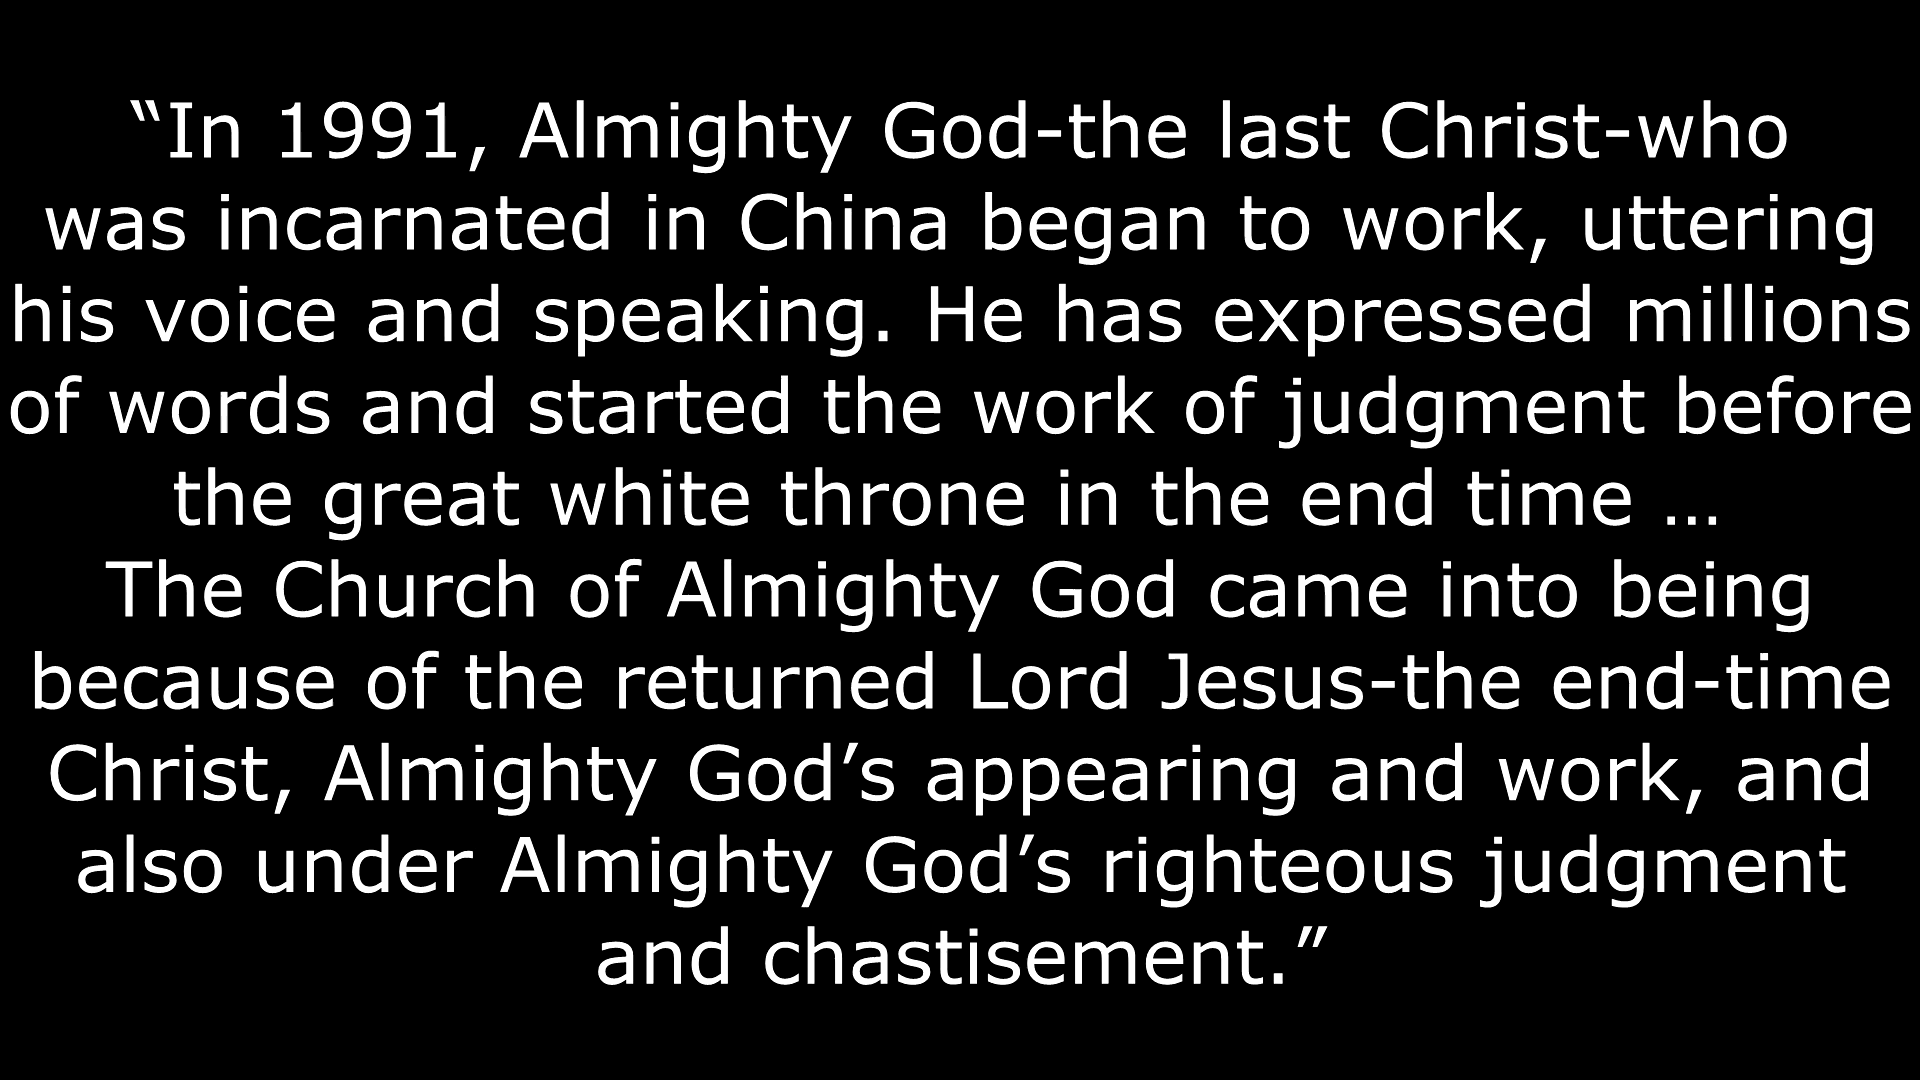 “In 1991, Almighty God-the last Christ-who
was incarnated in China began to work, uttering
his voice and speaking. He has expressed millions
of words and started the work of judgment before
the great white throne in the end time …
The Church of Almighty God came into being
because of the returned Lord Jesus-the end-time
Christ, Almighty God’s appearing and work, and
also under Almighty God’s righteous judgment
and chastisement.”